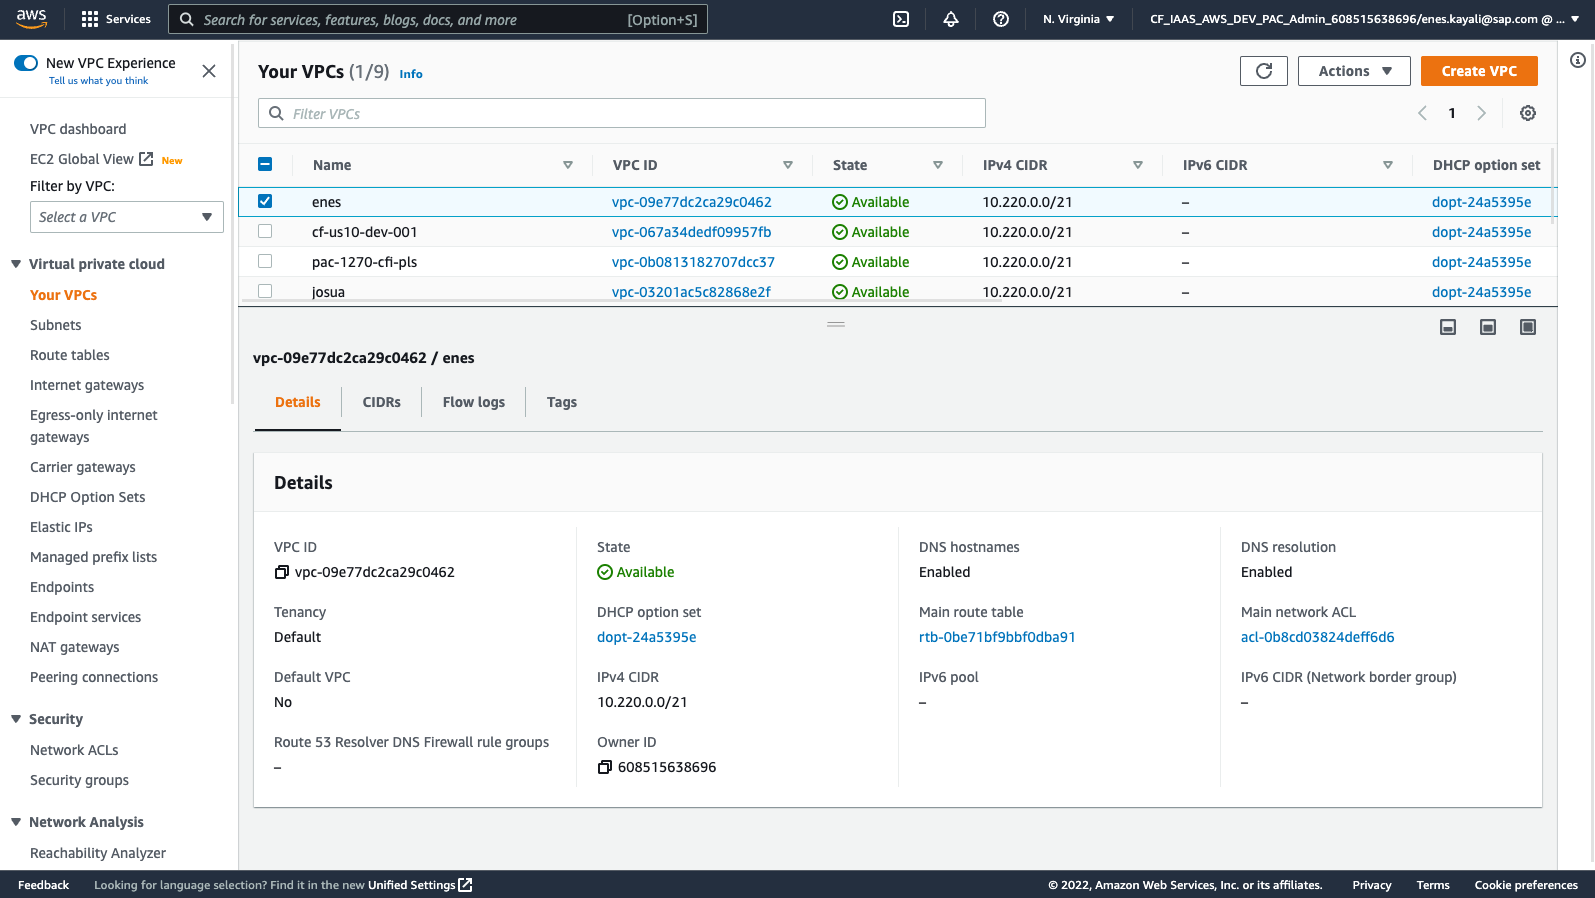 aws Services Search for services, features, blogs, docs, and more [Option+S] N. Virginia CF_IAAS_AWS_DEV_PAC_Admin_608515638696/enes.kayali@sap.com @ ...
New VPC Experience
Tell us what you think
VPC dashboard
EC2 Global View New
Filter by VPC:
Select a VPC
Virtual private cloud
Your VPCs
Subnets
Route tables
Internet gateways
Egress-only internet
gateways
Carrier gateways
DHCP Option Sets
Elastic IPs
Managed prefix lists
Endpoints
Endpoint services
NAT gateways
Peering connections
Security
Network ACLs
Security groups
Network Analysis
Reachability Analyzer
Your VPCs (1/9) Info
Actions
Create VPC
Filter VPCs
1
Name VPC ID State IPv4 CIDR IPv6 CIDR DHCP option set
enes vpc-09e77dc2ca29c0462 Available 10.220.0.0/21 – dopt-24a5395e
cf-us10-dev-001 vpc-067a34dedf09957fb Available 10.220.0.0/21 – dopt-24a5395e
pac-1270-cfi-pls vpc-0b0813182707dcc37 Available 10.220.0.0/21 – dopt-24a5395e
josua vpc-03201ac5c82868e2f Available 10.220.0.0/21 – dopt-24a5395e
vpc-09e77dc2ca29c0462 / enes
Details CIDRs Flow logs Tags
Details
VPC ID
vpc-09e77dc2ca29c0462
State
Available
DNS hostnames
Enabled
DNS resolution
Enabled
Tenancy
Default
DHCP option set
dopt-24a5395e
Main route table
rtb-0be71bf9bbf0dba91
Main network ACL
acl-0b8cd03824deff6d6
Default VPC
No
IPv4 CIDR
10.220.0.0/21
IPv6 pool
–
IPv6 CIDR (Network border group)
–
Route 53 Resolver DNS Firewall rule groups
–
Owner ID
608515638696
Feedback Looking for language selection? Find it in the new Unified Settings © 2022, Amazon Web Services, Inc. or its affiliates. Privacy Terms Cookie preferences